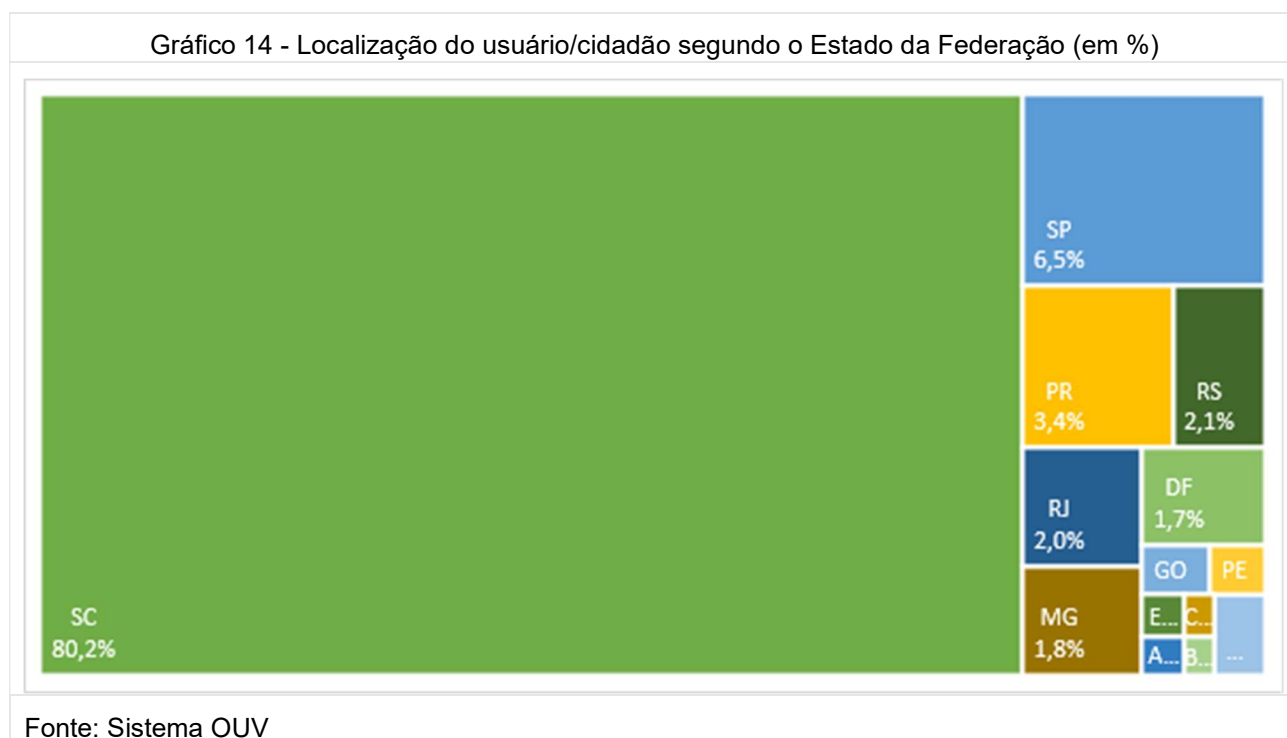 Gráfico 14 - Localização do usuário/cidadão segundo o Estado da Federação (em %)
SC
80,2%
SP
6,5%
PR
3,4%
RS
2,1%
RJ
2,0%
DF
1,7%
MG
1,8%
GO
PE
E...
C...
A...
B...
...
Fonte: Sistema OUV